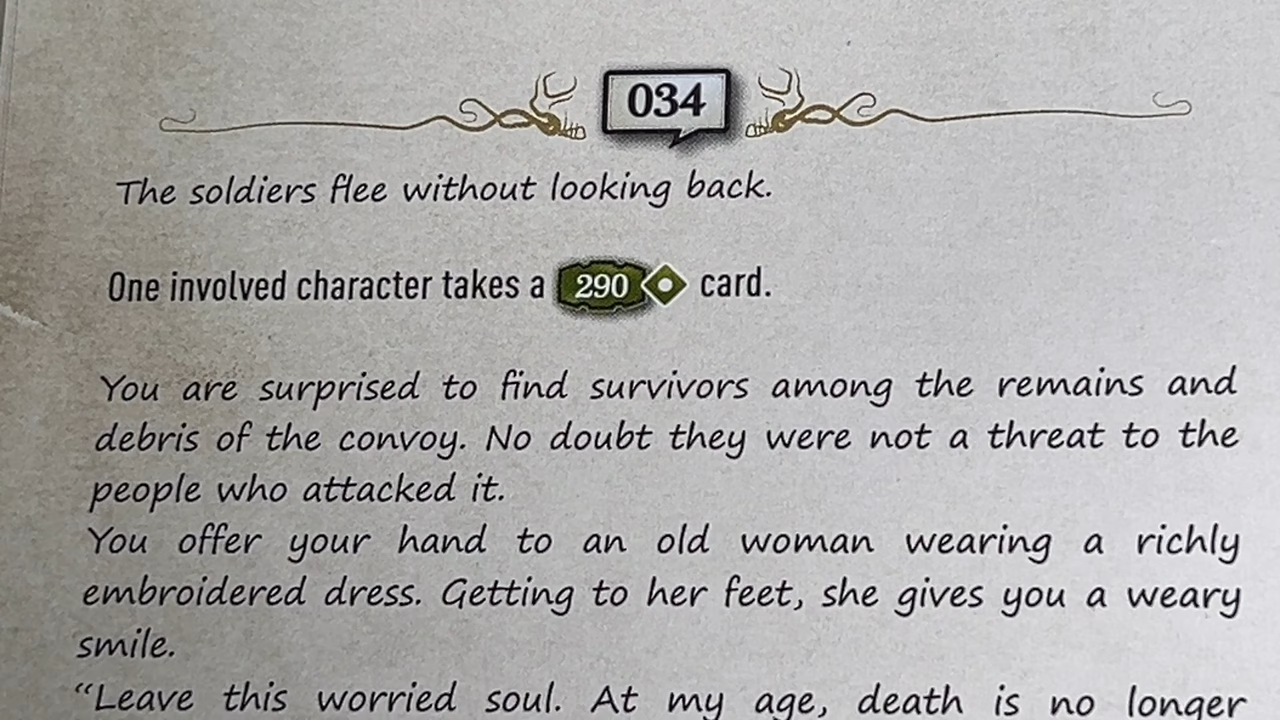 034
The soldiers flee without looking back.
One involved character takes a 290 card.
You are surprised to find survivors among the remains and
debris of the convoy. No doubt they were not a threat to the
people who attacked it.
You offer your hand to an old woman wearing a richly
embroidered dress. Getting to her feet, she gives you a weary
smile.
“Leave this worried soul. At my age, death is no longer